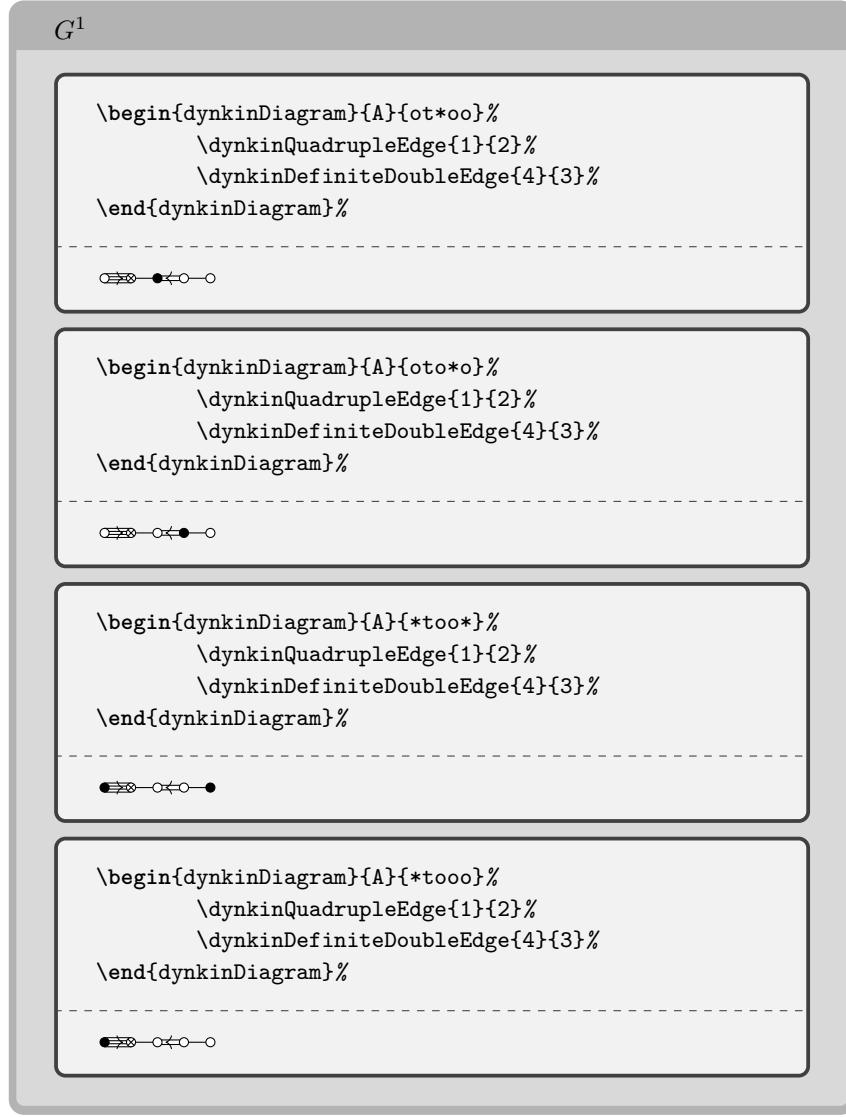 G¹
\begin{dynkinDiagram}{A}{ot*oo}%
\dynkinQuadrupleEdge{1}{2}%
\dynkinDefiniteDoubleEdge{4}{3}%
\end{dynkinDiagram}%
\begin{dynkinDiagram}{A}{oto*o}%
\dynkinQuadrupleEdge{1}{2}%
\dynkinDefiniteDoubleEdge{4}{3}%
\end{dynkinDiagram}%
\begin{dynkinDiagram}{A}{*too*}%
\dynkinQuadrupleEdge{1}{2}%
\dynkinDefiniteDoubleEdge{4}{3}%
\end{dynkinDiagram}%
\begin{dynkinDiagram}{A}{*tooo}%
\dynkinQuadrupleEdge{1}{2}%
\dynkinDefiniteDoubleEdge{4}{3}%
\end{dynkinDiagram}%